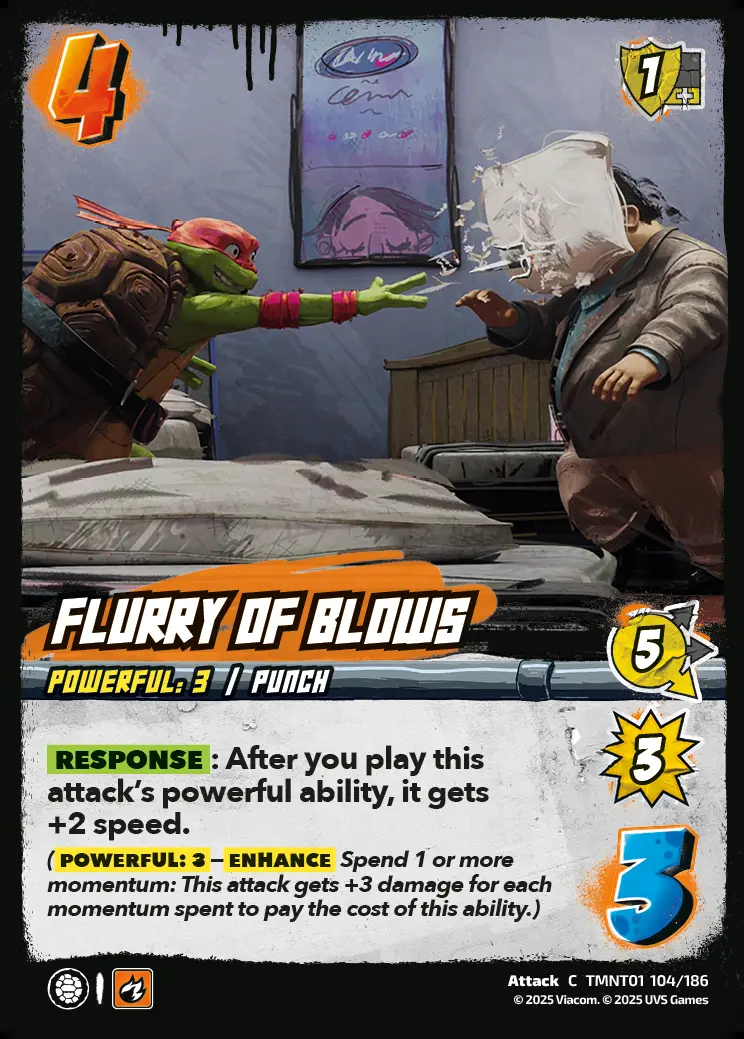 4
1
FLURRY OF BLOWS
5
POWERFUL: 3 / PUNCH
3
RESPONSE: After you play this
attack's powerful ability, it gets
+2 speed.
(POWERFUL: 3 – ENHANCE Spend 1 or more
momentum: This attack gets +3 damage for each
momentum spent to pay the cost of this ability.)
3
Attack C TMNT01 104/186
© 2025 Viacom. © 2025 UVS Games